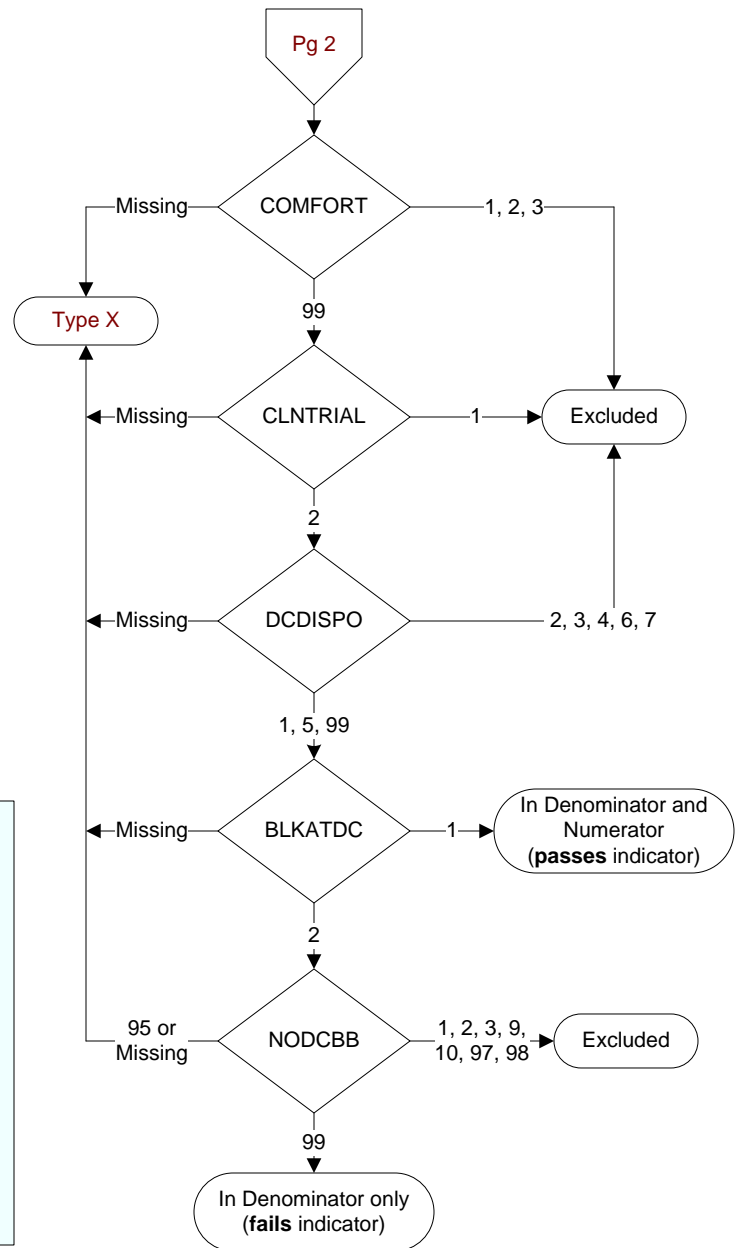 Pg 2
COMFORT
Missing
1, 2, 3
99
Type X
CLNTRIAL
Missing
1
Excluded
2
DCDISPO
Missing
2, 3, 4, 6, 7
1, 5, 99
BLKATDC
Missing
1
In Denominator and
Numerator
(passes indicator)
2
NODCBB
95 or
Missing
1, 2, 3, 9,
10, 97, 98
Excluded
99
In Denominator only
(fails indicator)